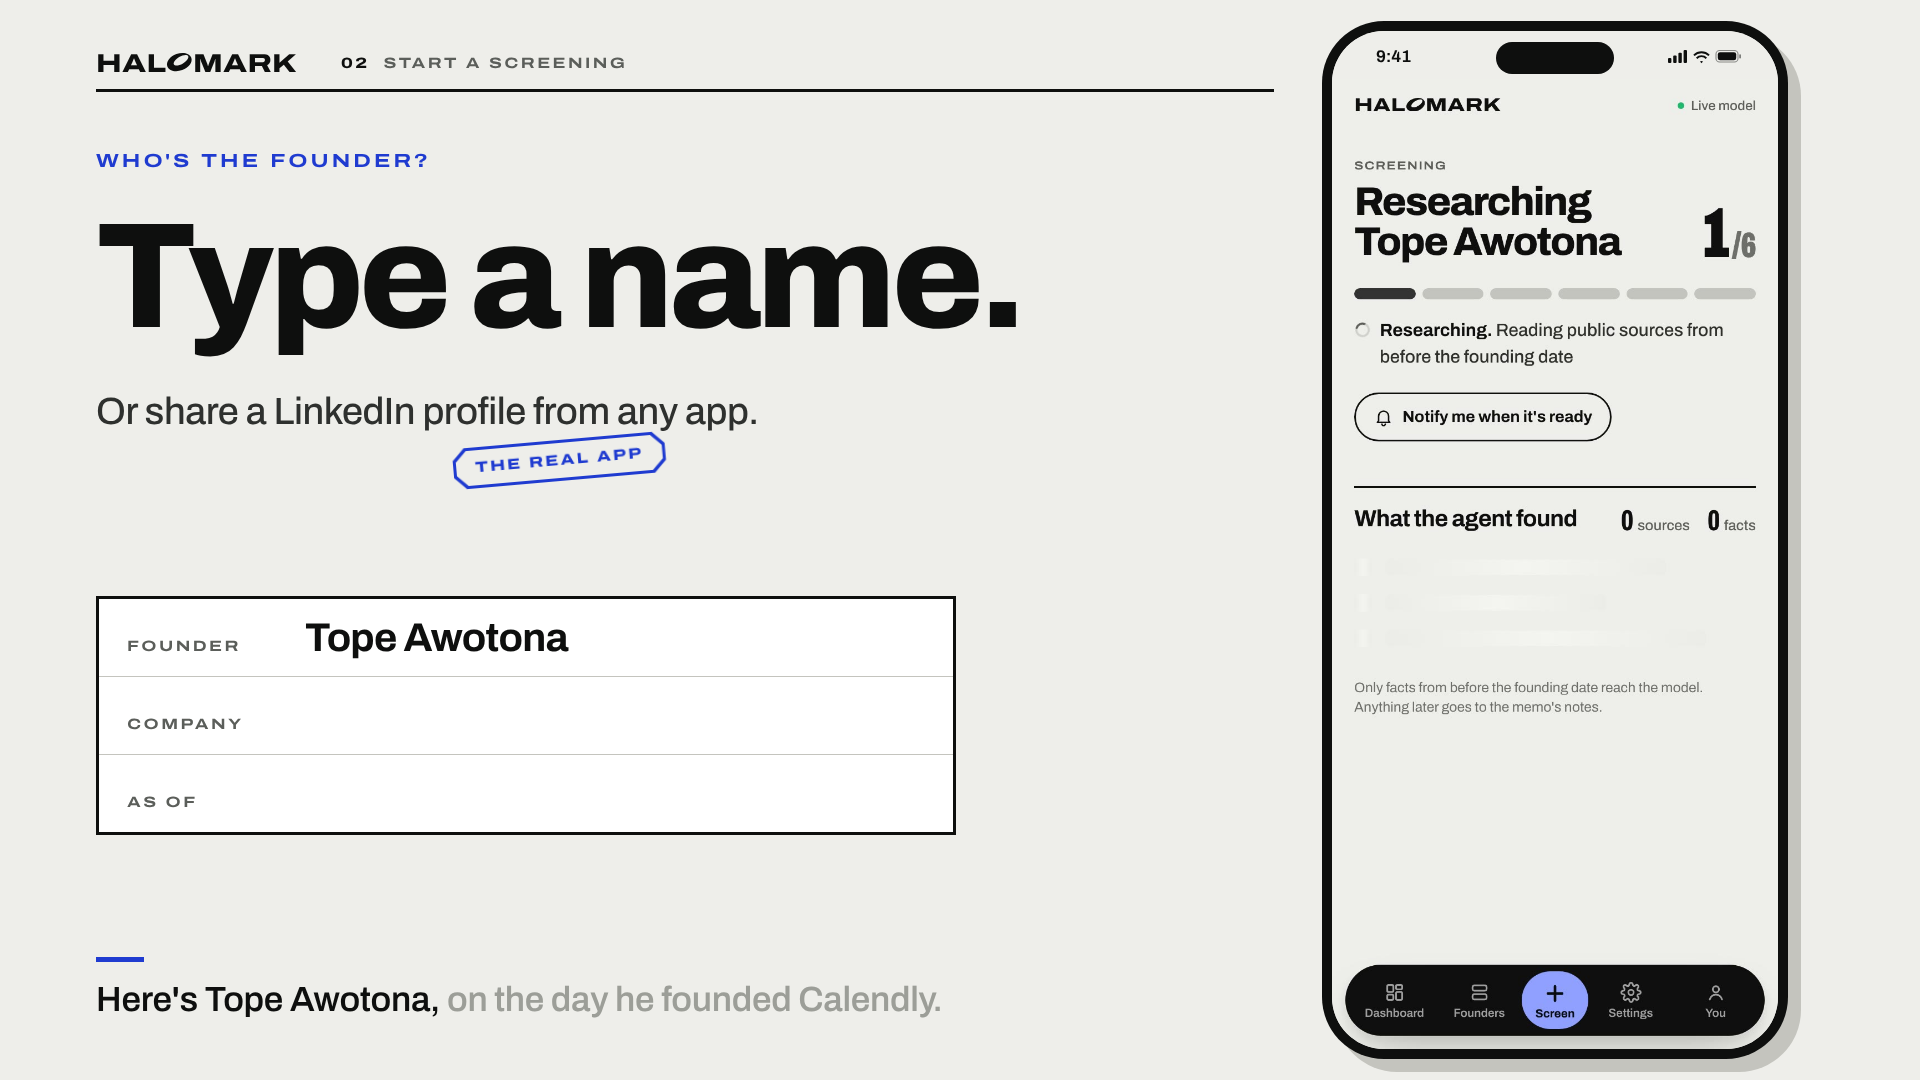 HALOMARK 02 START A SCREENING
WHO'S THE FOUNDER?
Type a name.
Or share a LinkedIn profile from any app.
THE REAL APP
FOUNDER Tope Awotona
COMPANY
AS OF
Here's Tope Awotona, on the day he founded Calendly.
9:41
HALOMARK Live model
SCREENING
Researching
Tope Awotona 1/6
Researching. Reading public sources from
before the founding date
Notify me when it's ready
What the agent found 0 sources 0 facts
Only facts from before the founding date reach the model.
Anything later goes to the memo's notes.
Dashboard Founders Screen Settings You